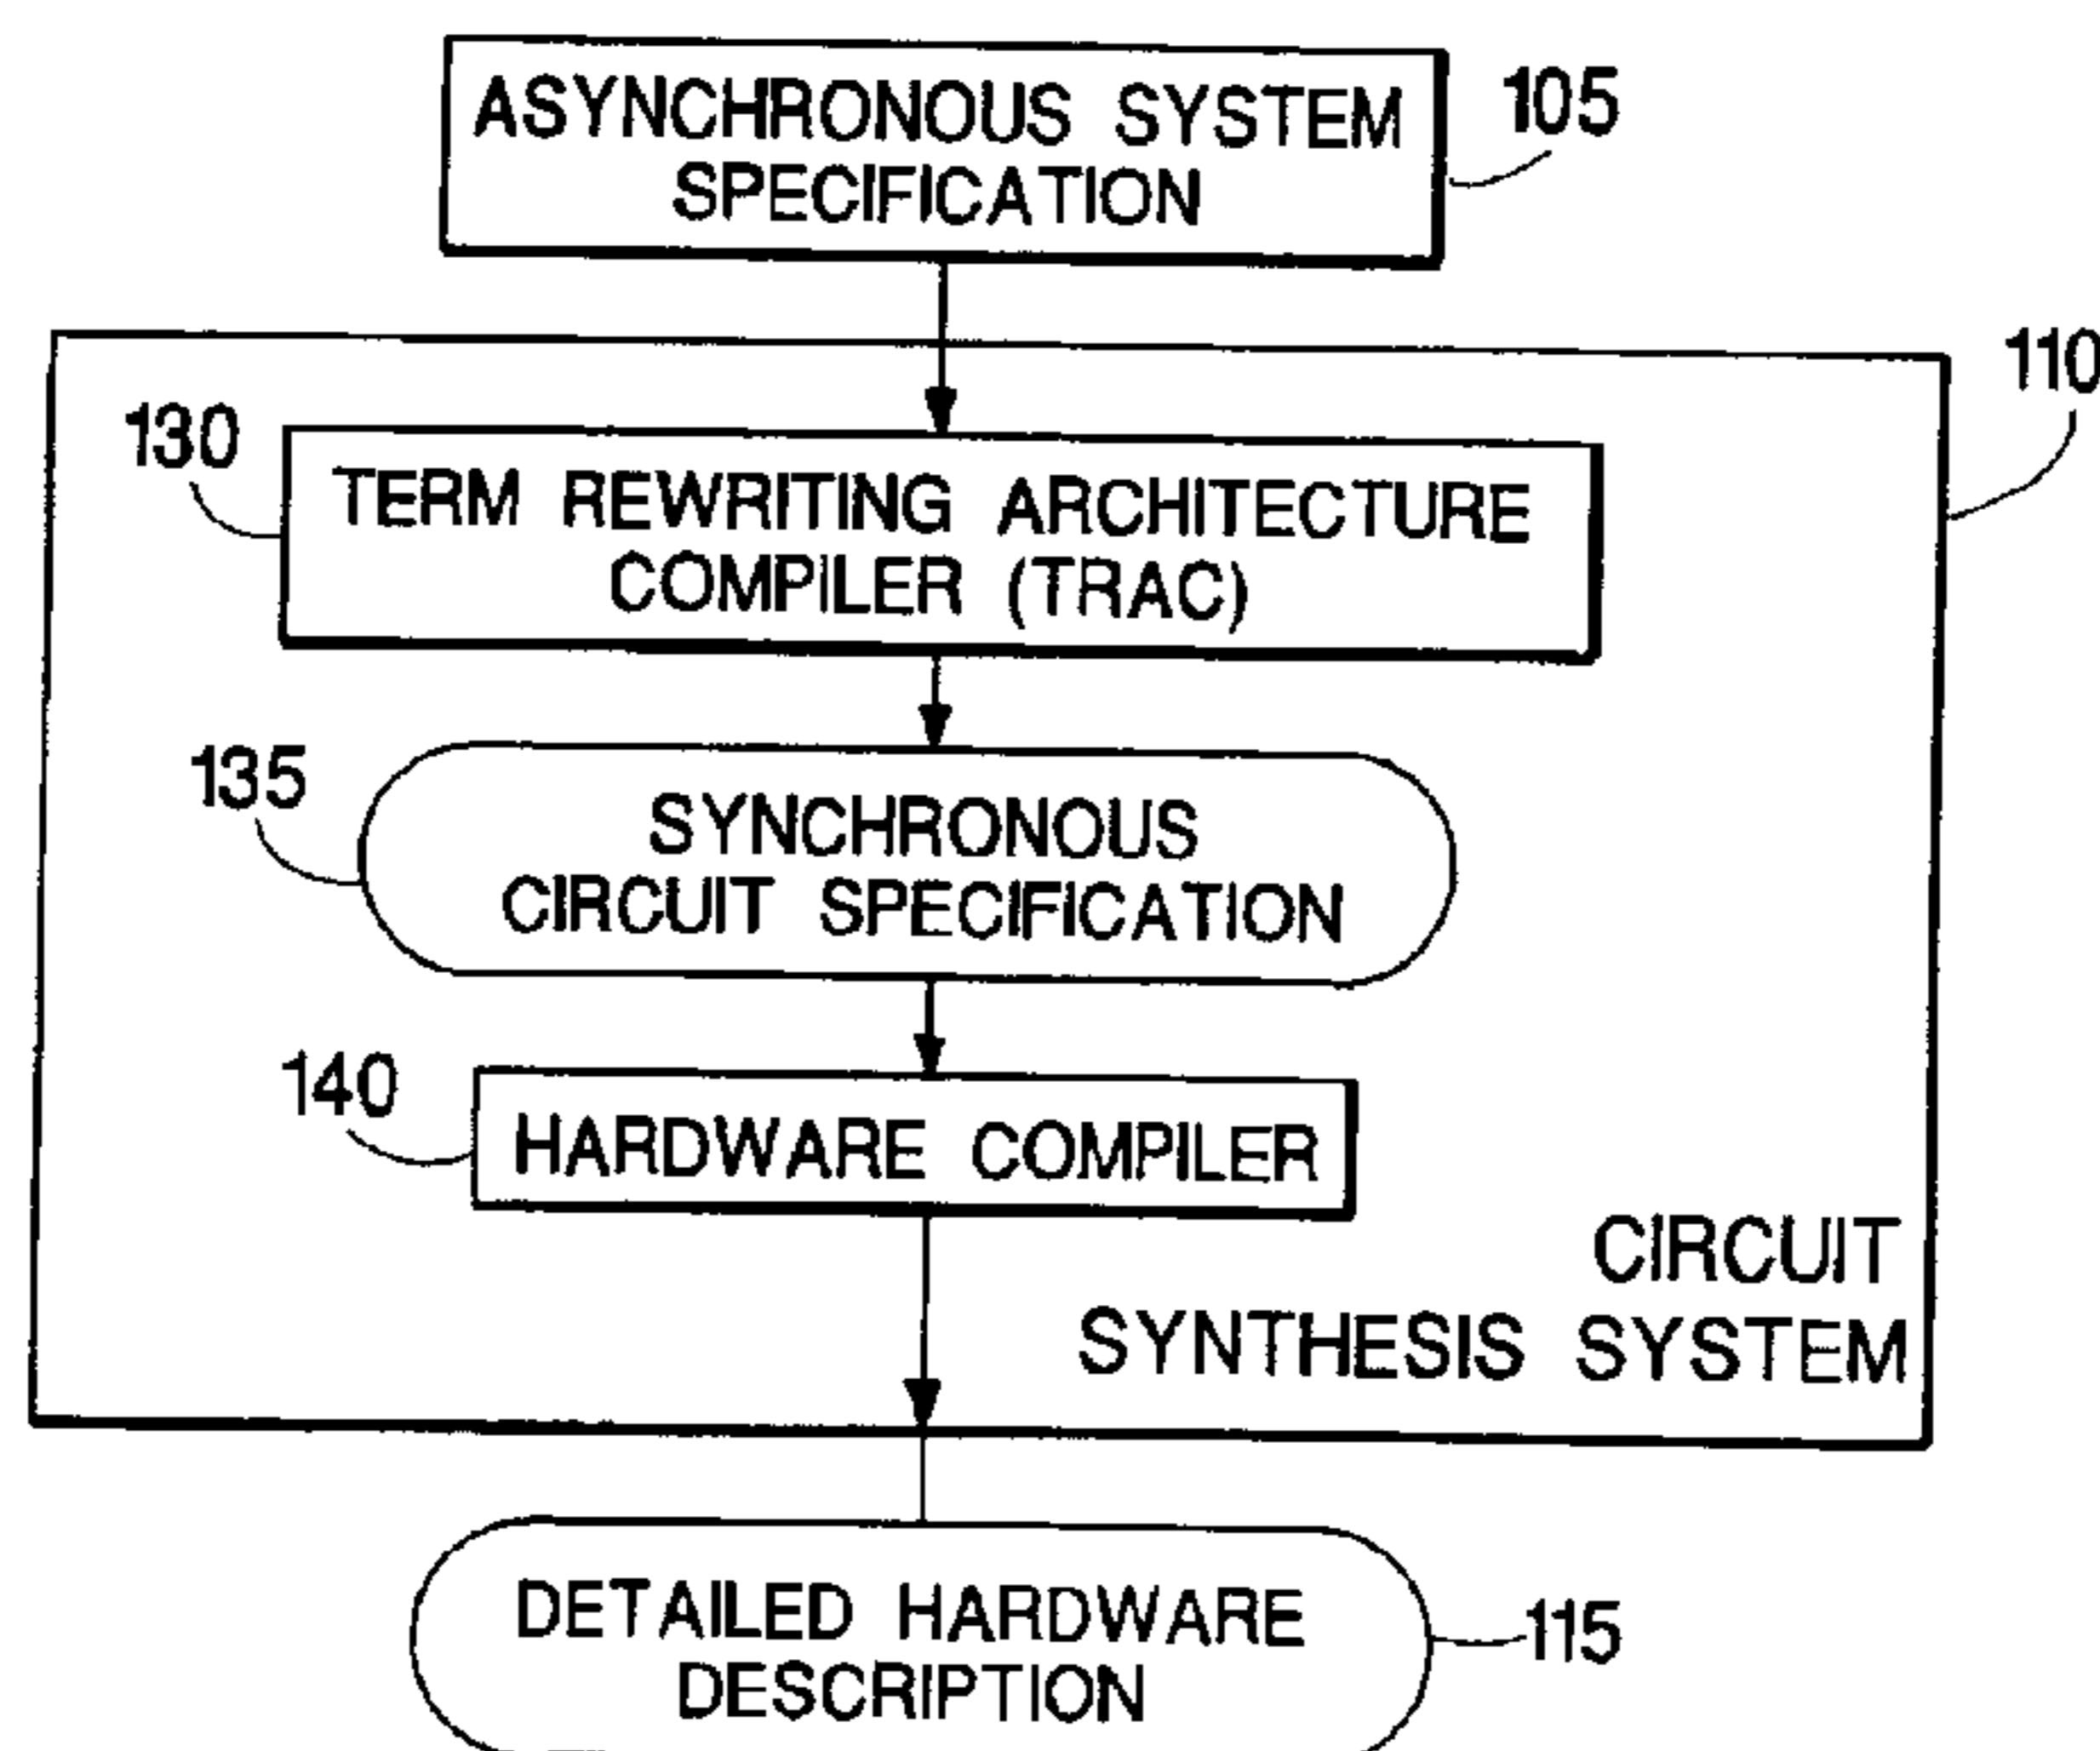 ASYNCHRONOUS SYSTEM
SPECIFICATION
105
110
130
TERM REWRITING ARCHITECTURE
COMPILER (TRAC)
135
SYNCHRONOUS
CIRCUIT SPECIFICATION
140
HARDWARE COMPILER
CIRCUIT
SYNTHESIS SYSTEM
DETAILED HARDWARE
DESCRIPTION
115